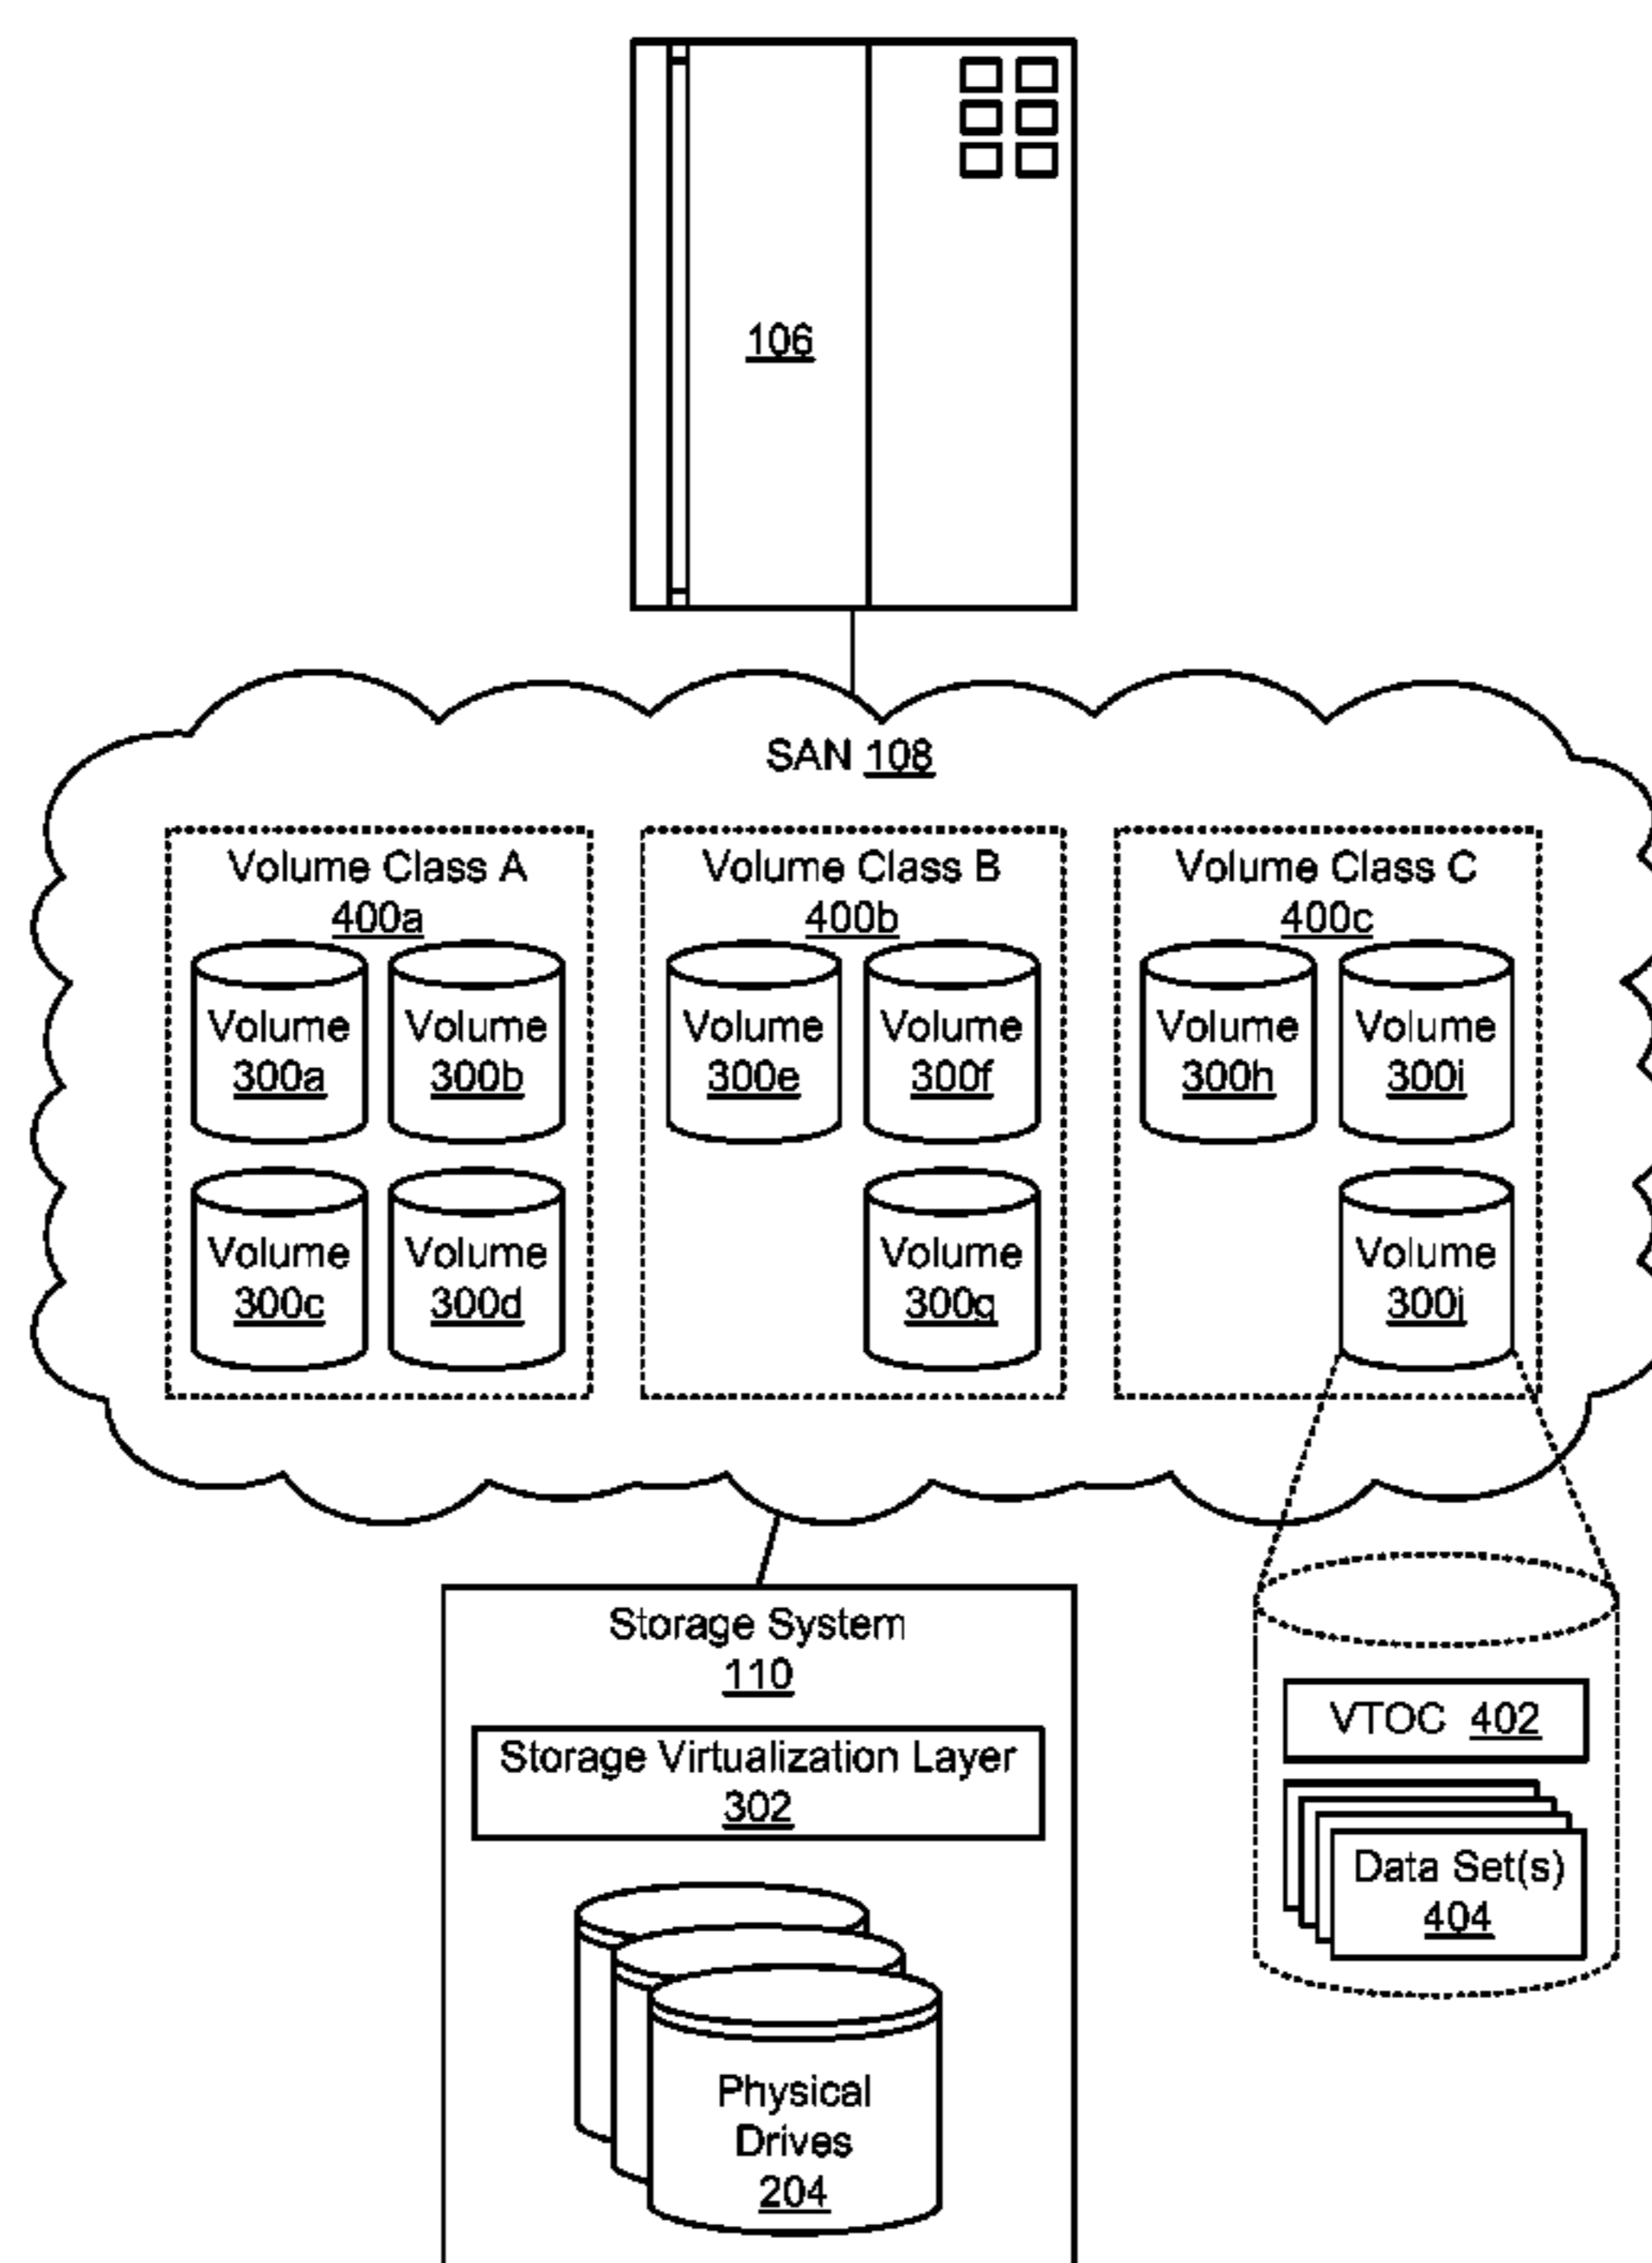 106
SAN 108
Volume Class A
400a
Volume
300a
Volume
300b
Volume
300c
Volume
300d
Volume Class B
400b
Volume
300e
Volume
300f
Volume
300g
Volume Class C
400c
Volume
300h
Volume
300i
Volume
300j
Storage System
110
Storage Virtualization Layer
302
Physical
Drives
204
VTOC 402
Data Set(s)
404